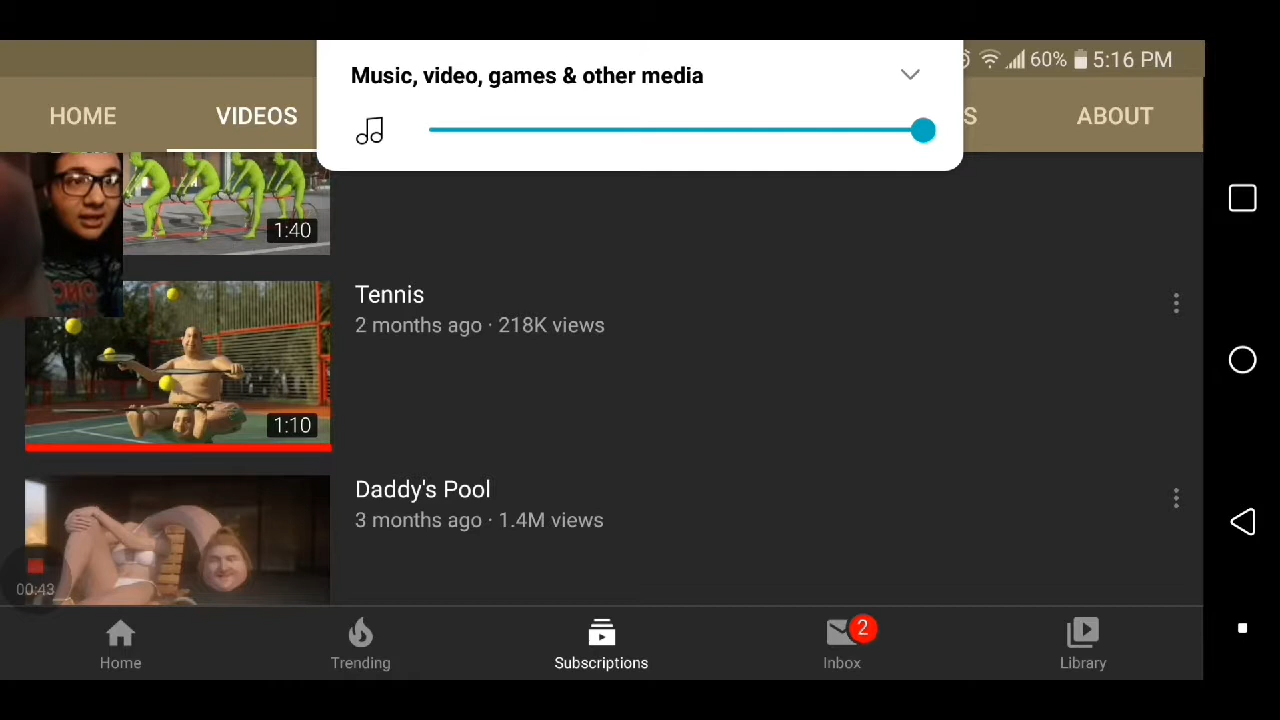 Music, video, games & other media
60% 5:16 PM
HOME
VIDEOS
S
ABOUT
1:40
Tennis
2 months ago · 218K views
1:10
Daddy's Pool
3 months ago · 1.4M views
00:43
2
Home
Trending
Subscriptions
Inbox
Library